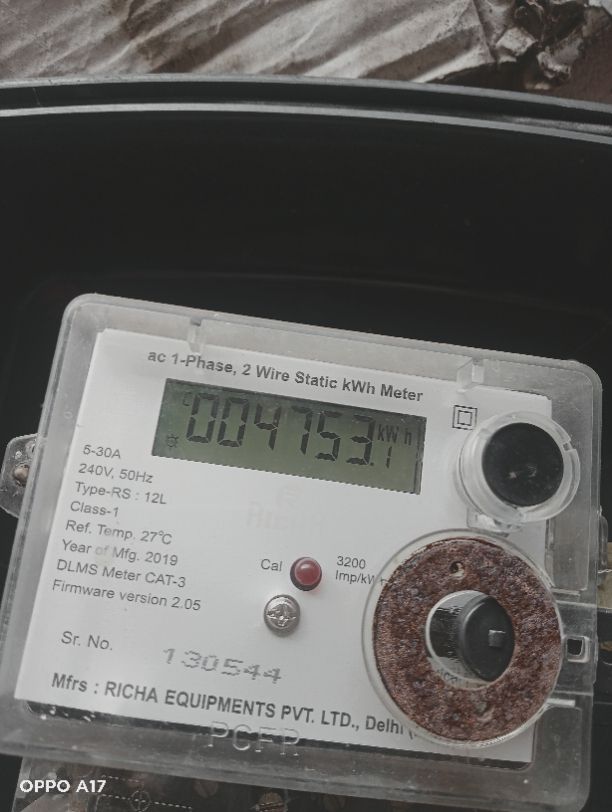 ac 1-Phase, 2 Wire Static kWh Meter
004753.1 kWh
5-30A
240V, 50Hz
Type-RS : 12L
Class-1
Ref. Temp. 27°C
Year of Mfg. 2019
DLMS Meter CAT-3
Firmware version 2.05
Cal
3200
Imp/kW
Sr. No. 130544
Mfrs : RICHA EQUIPMENTS PVT. LTD., Delhi
OPPO A17